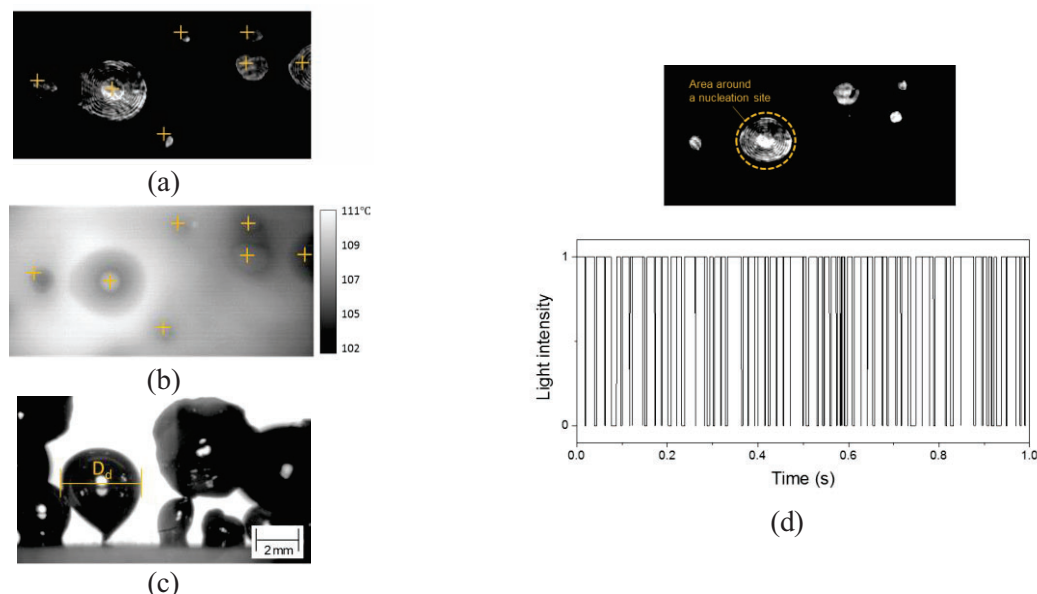 (a)
111°C
109
107
105
102
(b)
D_d
2 mm
(c)
Area around
a nucleation site
1
0
Light intensity
0.0 0.2 0.4 0.6 0.8 1.0
Time (s)
(d)